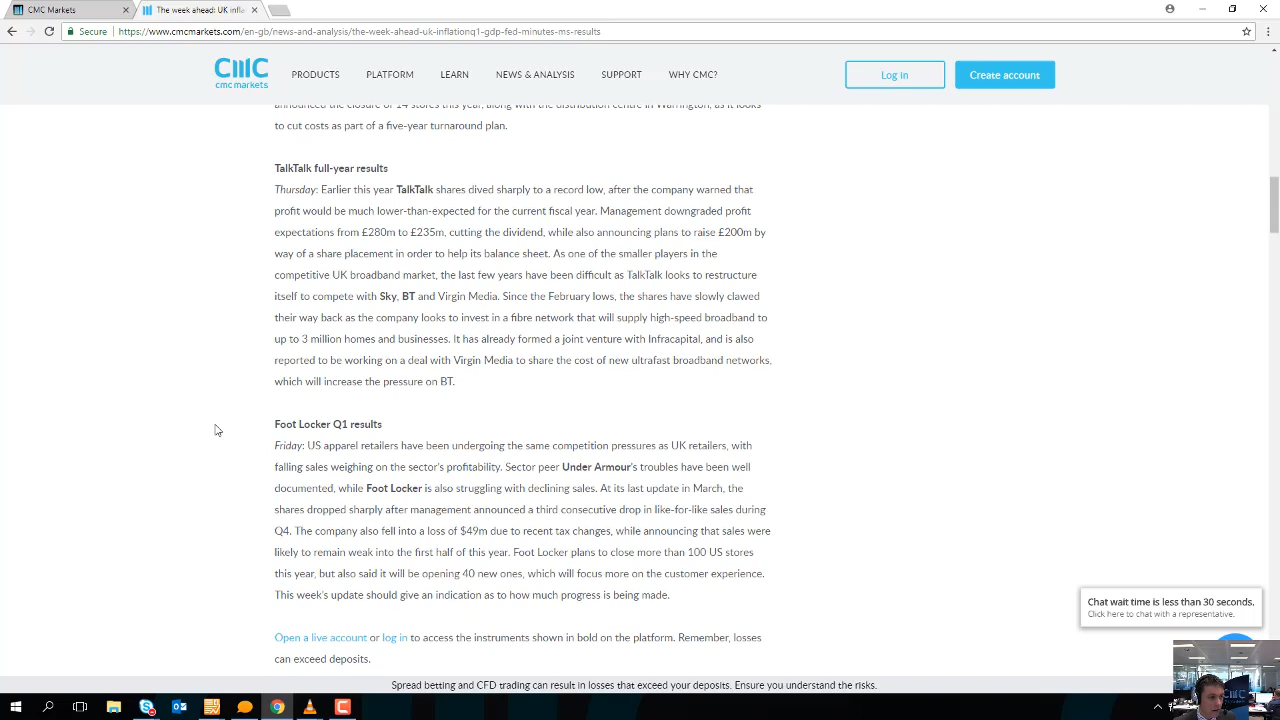 CMC Markets
The week ahead: UK infla
Secure
https://www.cmcmarkets.com/en-gb/news-and-analysis/the-week-ahead-uk-inflationq1-gdp-fed-minutes-ms-results
cmc markets
PRODUCTS PLATFORM LEARN NEWS & ANALYSIS SUPPORT WHY CMC?
Log in
Create account
announced the closure of 14 stores this year, along with the distribution centre in Warrington, as it looks
to cut costs as part of a five-year turnaround plan.
TalkTalk full-year results
Thursday: Earlier this year TalkTalk shares dived sharply to a record low, after the company warned that
profit would be much lower-than-expected for the current fiscal year. Management downgraded profit
expectations from £280m to £235m, cutting the dividend, while also announcing plans to raise £200m by
way of a share placement in order to help its balance sheet. As one of the smaller players in the
competitive UK broadband market, the last few years have been difficult as TalkTalk looks to restructure
itself to compete with Sky, BT and Virgin Media. Since the February lows, the shares have slowly clawed
their way back as the company looks to invest in a fibre network that will supply high-speed broadband to
up to 3 million homes and businesses. It has already formed a joint venture with Infracapital, and is also
reported to be working on a deal with Virgin Media to share the cost of new ultrafast broadband networks,
which will increase the pressure on BT.
Foot Locker Q1 results
Friday: US apparel retailers have been undergoing the same competition pressures as UK retailers, with
falling sales weighing on the sector's profitability. Sector peer Under Armour's troubles have been well
documented, while Foot Locker is also struggling with declining sales. At its last update in March, the
shares dropped sharply after management announced a third consecutive drop in like-for-like sales during
Q4. The company also fell into a loss of $49m due to recent tax changes, while announcing that sales were
likely to remain weak into the first half of this year. Foot Locker plans to close more than 100 US stores
this year, but also said it will be opening 40 new ones, which will focus more on the customer experience.
This week's update should give an indication as to how much progress is being made.
Open a live account or log in to access the instruments shown in bold on the platform. Remember, losses
can exceed deposits.
Chat wait time is less than 30 seconds.
Click here to chat with a representative.
Spread betting and CFD trading can result in losses that exceed your deposits. Ensure you understand the risks.